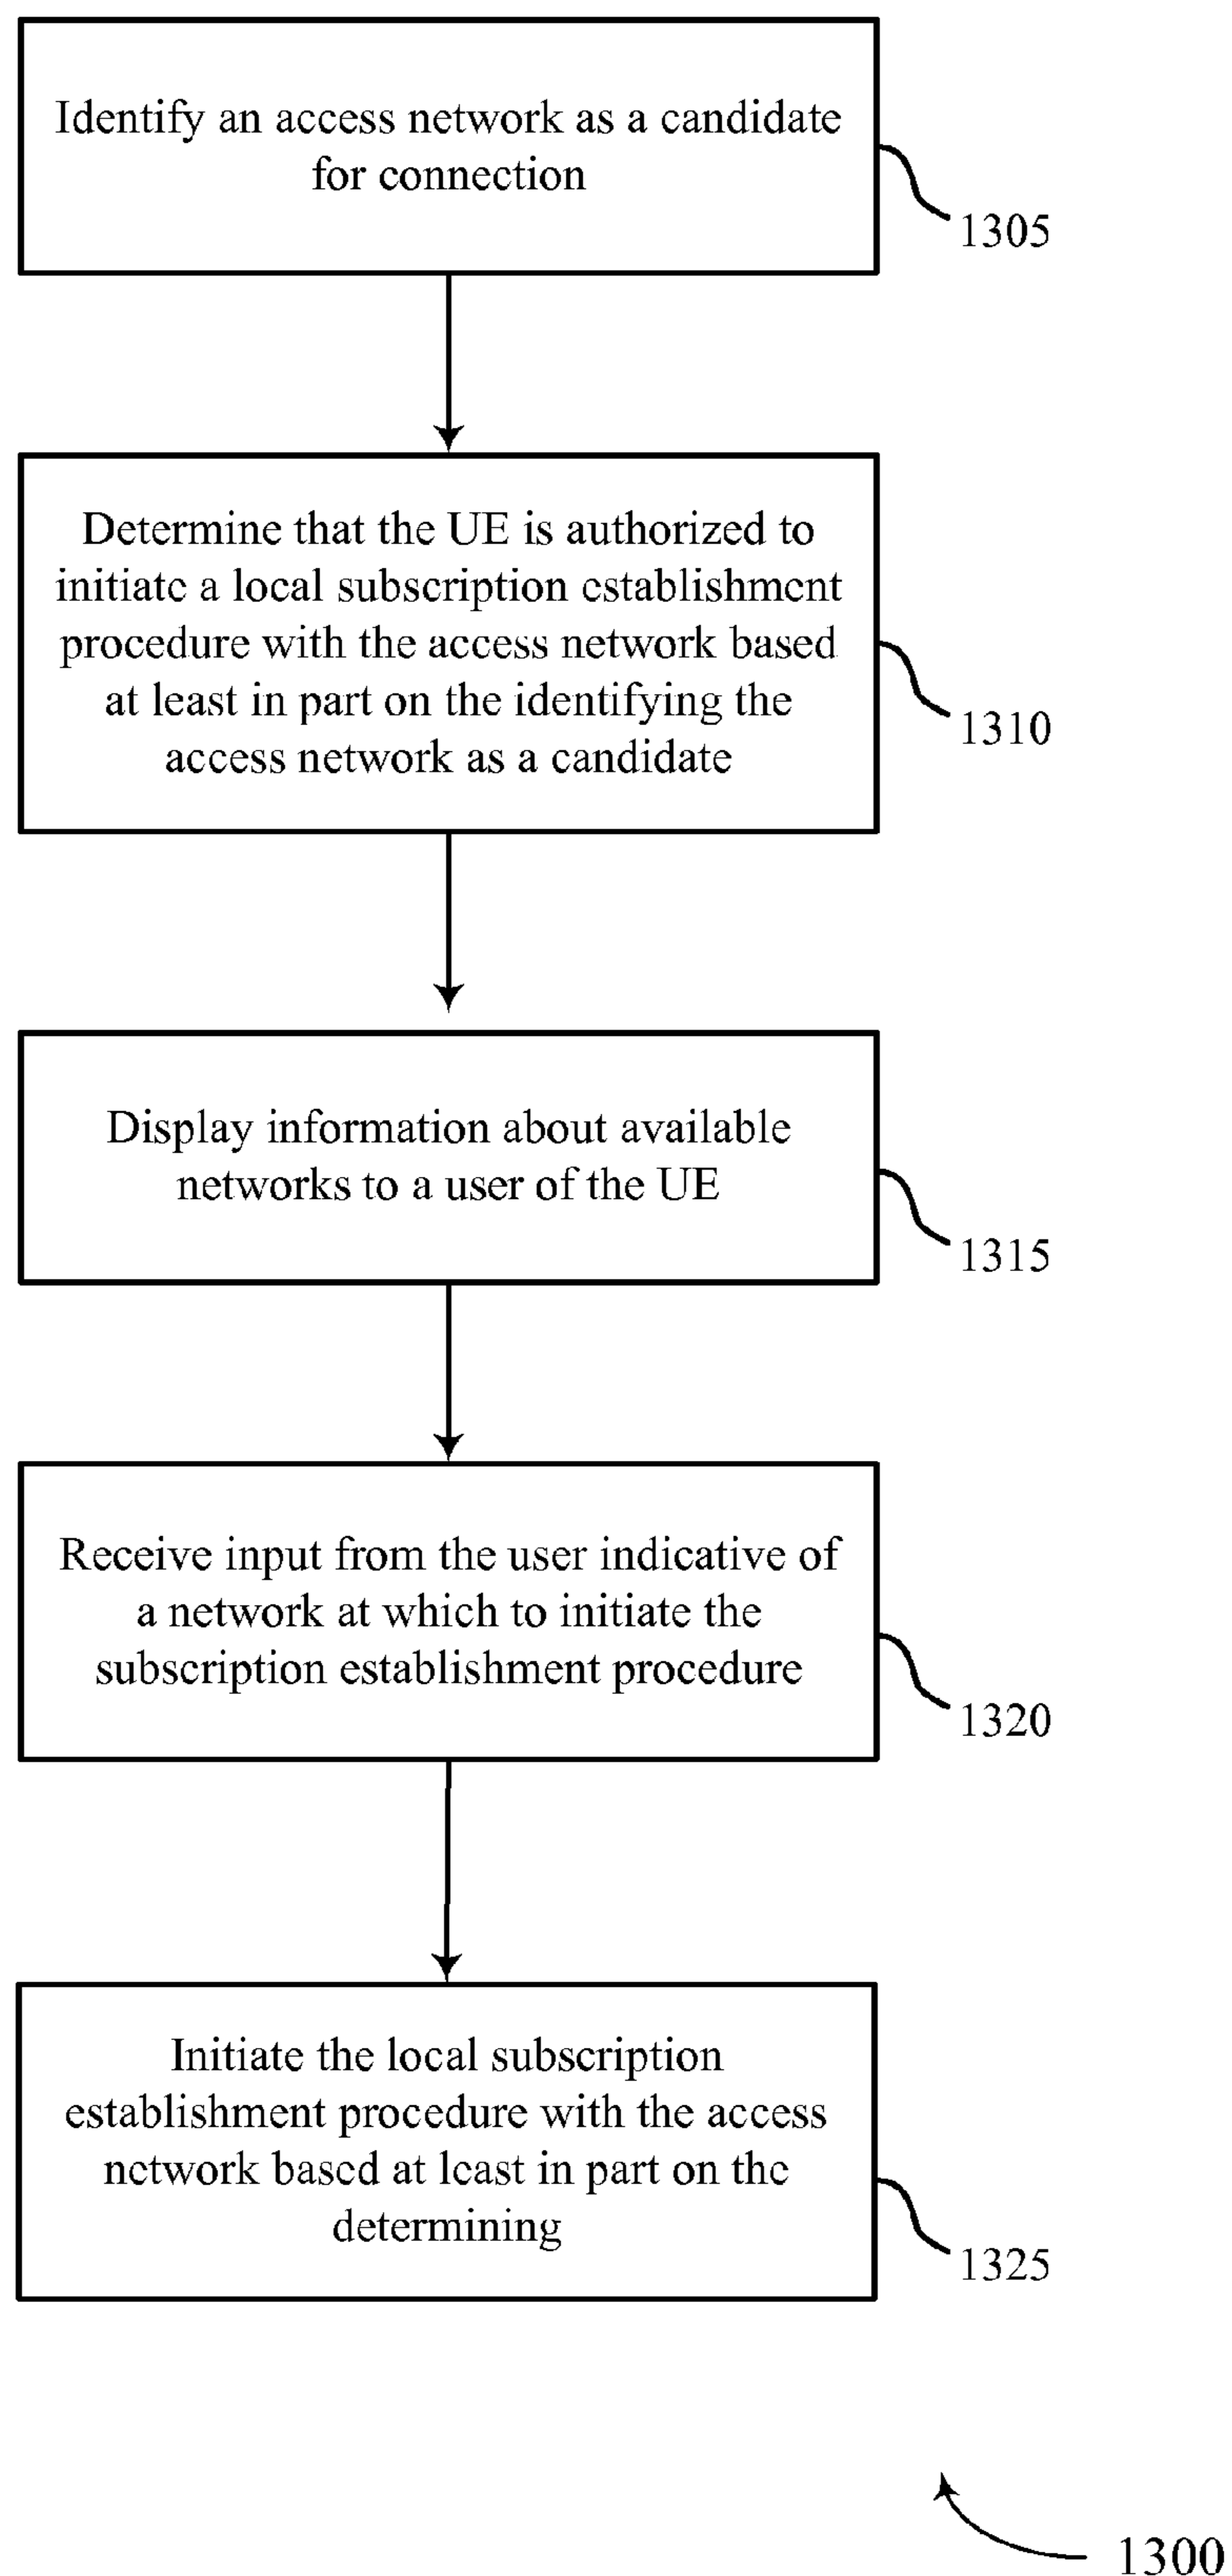 Identify an access network as a candidate
for connection
1305
Determine that the UE is authorized to
initiate a local subscription establishment
procedure with the access network based
at least in part on the identifying the
access network as a candidate
1310
Display information about available
networks to a user of the UE
1315
Receive input from the user indicative of
a network at which to initiate the
subscription establishment procedure
1320
Initiate the local subscription
establishment procedure with the access
network based at least in part on the
determining
1325
1300